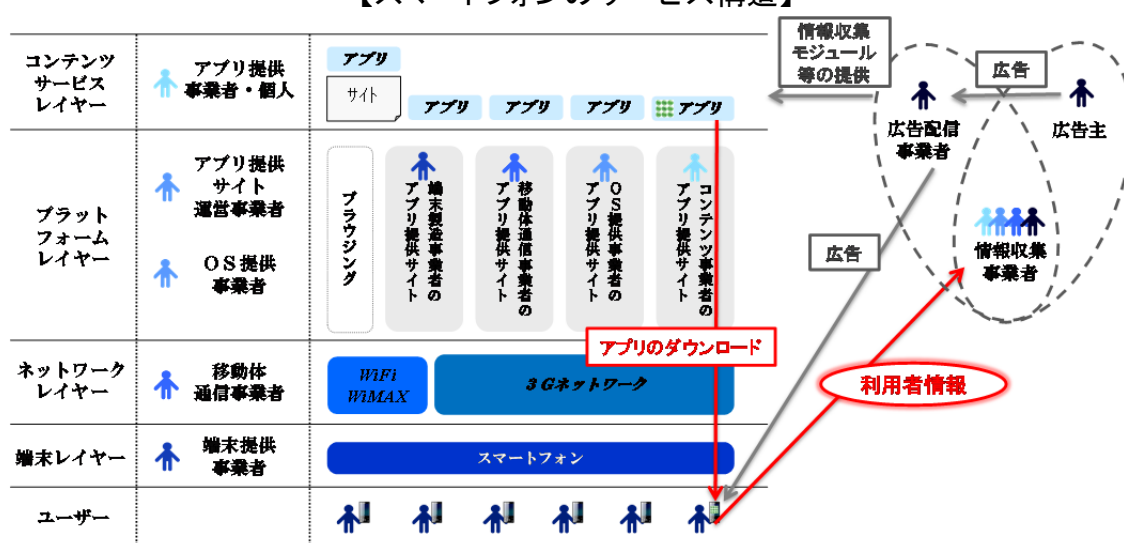 【スマートフォンのサービス構造】
コンテンツ
サービス
レイヤー
アプリ提供
事業者・個人
アプリ
サイト
アプリ
アプリ
アプリ
アプリ
情報収集
モジュール
等の提供
広告
広告配信
事業者
広告主
プラット
フォーム
レイヤー
アプリ提供
サイト
運営事業者
OS提供
事業者
ブラウジング
端末製造事業者の
アプリ提供サイト
移動体通信事業者の
アプリ提供サイト
OS提供事業者の
アプリ提供サイト
コンテンツ事業者の
アプリ提供サイト
情報収集
事業者
広告
アプリのダウンロード
ネットワーク
レイヤー
移動体
通信事業者
WiFi
WiMAX
3Gネットワーク
利用者情報
端末レイヤー
端末提供
事業者
スマートフォン
ユーザー